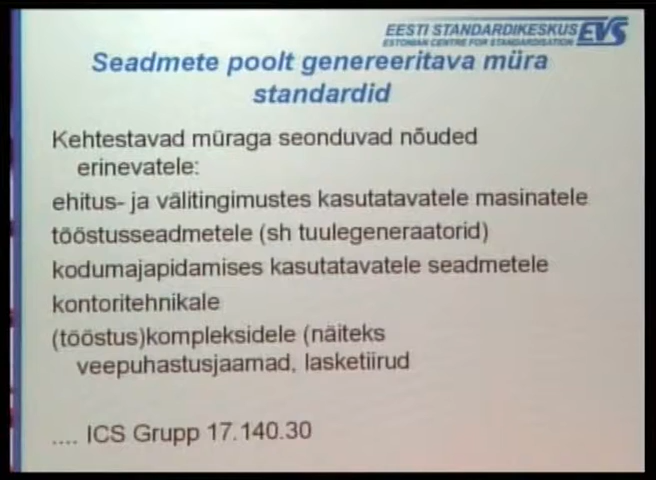 EESTI STANDARDIKESKUS EVS
ESTONIAN CENTRE FOR STANDARDISATION
Seadmete poolt genereeritava müra
standardid
Kehtestavad müraga seonduvad nõuded
erinevatele:
ehitus- ja välitingimustes kasutatavatele masinatele
tööstusseadmetele (sh tuulegeneraatorid)
kodumajapidamises kasutatavatele seadmetele
kontoritehnikale
(tööstus)kompleksidele (näiteks
veepuhastusjaamad, lasketiirud
.... ICS Grupp 17.140.30